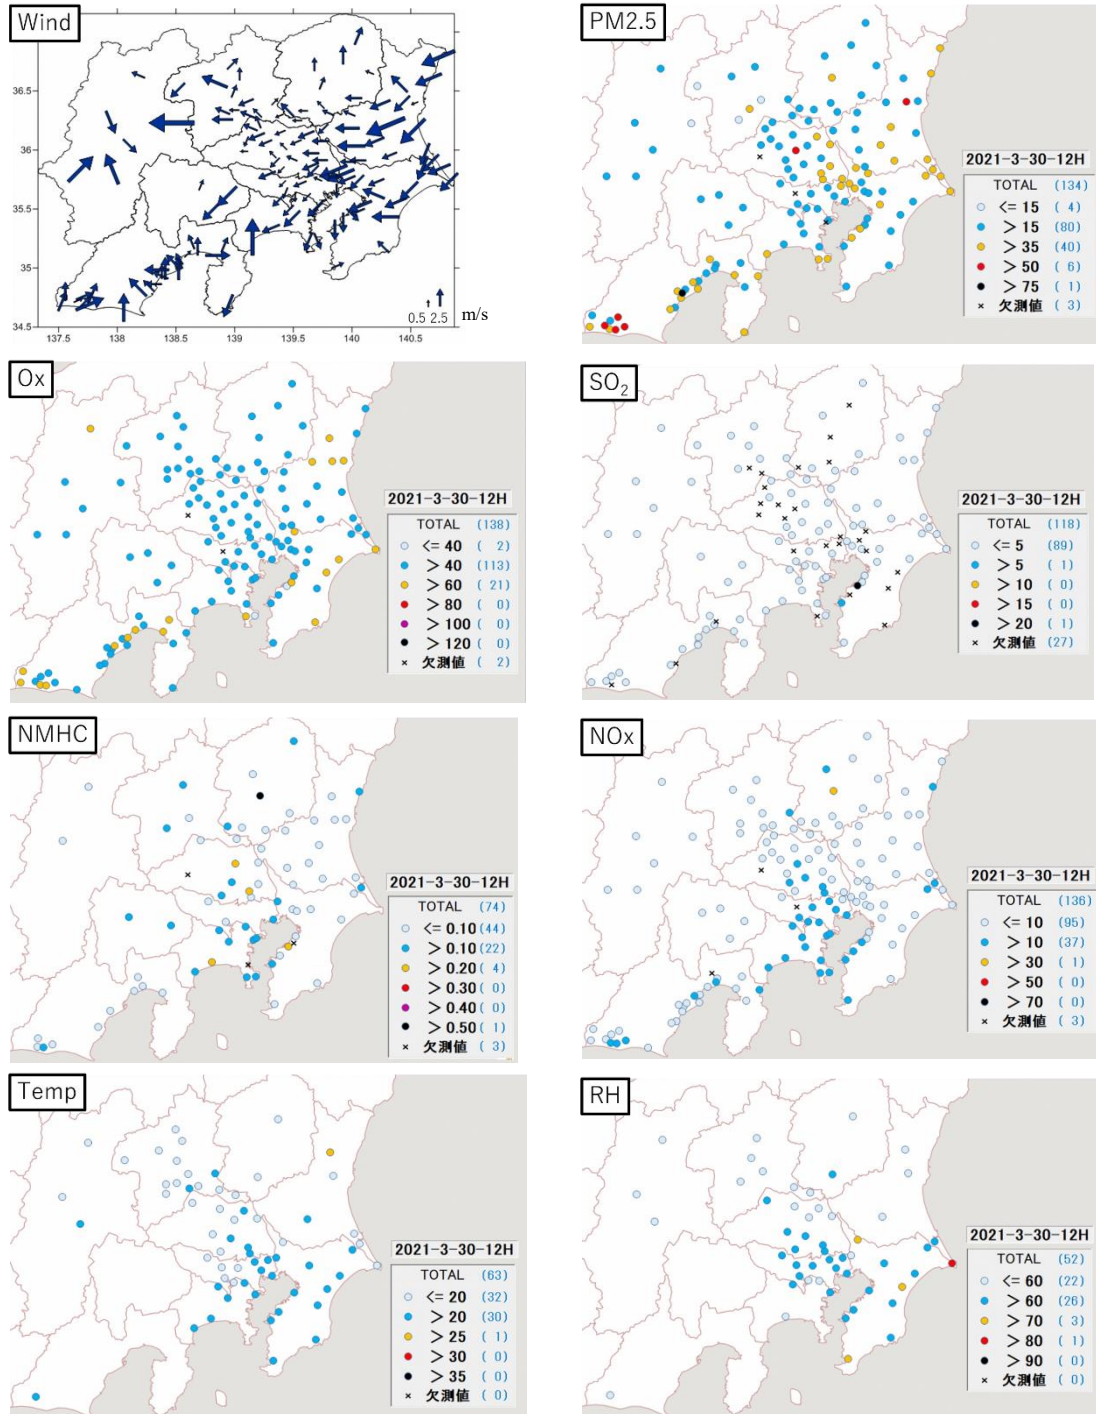 Wind
36.5
36
35.5
35
34.5
137.5 138 138.5 139 139.5 140 140.5
0.5 2.5 m/s
PM2.5
2021-3-30-12H
TOTAL (134)
<= 15 ( 4)
> 15 (80)
> 35 (40)
> 50 ( 6)
> 75 ( 1)
× 欠測値 ( 3)
Ox
2021-3-30-12H
TOTAL (138)
<= 40 ( 2)
> 40 (113)
> 60 ( 21)
> 80 ( 0)
> 100 ( 0)
> 120 ( 0)
× 欠測値 ( 2)
SO₂
2021-3-30-12H
TOTAL (118)
<= 5 (89)
> 5 ( 1)
> 10 ( 0)
> 15 ( 0)
> 20 ( 1)
× 欠測値 (27)
NMHC
2021-3-30-12H
TOTAL (74)
<= 0.10 (44)
> 0.10 (22)
> 0.20 ( 4)
> 0.30 ( 0)
> 0.40 ( 0)
> 0.50 ( 1)
× 欠測値 ( 3)
NOx
2021-3-30-12H
TOTAL (136)
<= 10 (95)
> 10 (37)
> 30 ( 1)
> 50 ( 0)
> 70 ( 0)
× 欠測値 ( 3)
Temp
2021-3-30-12H
TOTAL (63)
<= 20 (32)
> 20 (30)
> 25 ( 1)
> 30 ( 0)
> 35 ( 0)
× 欠測値 ( 0)
RH
2021-3-30-12H
TOTAL (52)
<= 60 (22)
> 60 (26)
> 70 ( 3)
> 80 ( 1)
> 90 ( 0)
× 欠測値 ( 0)